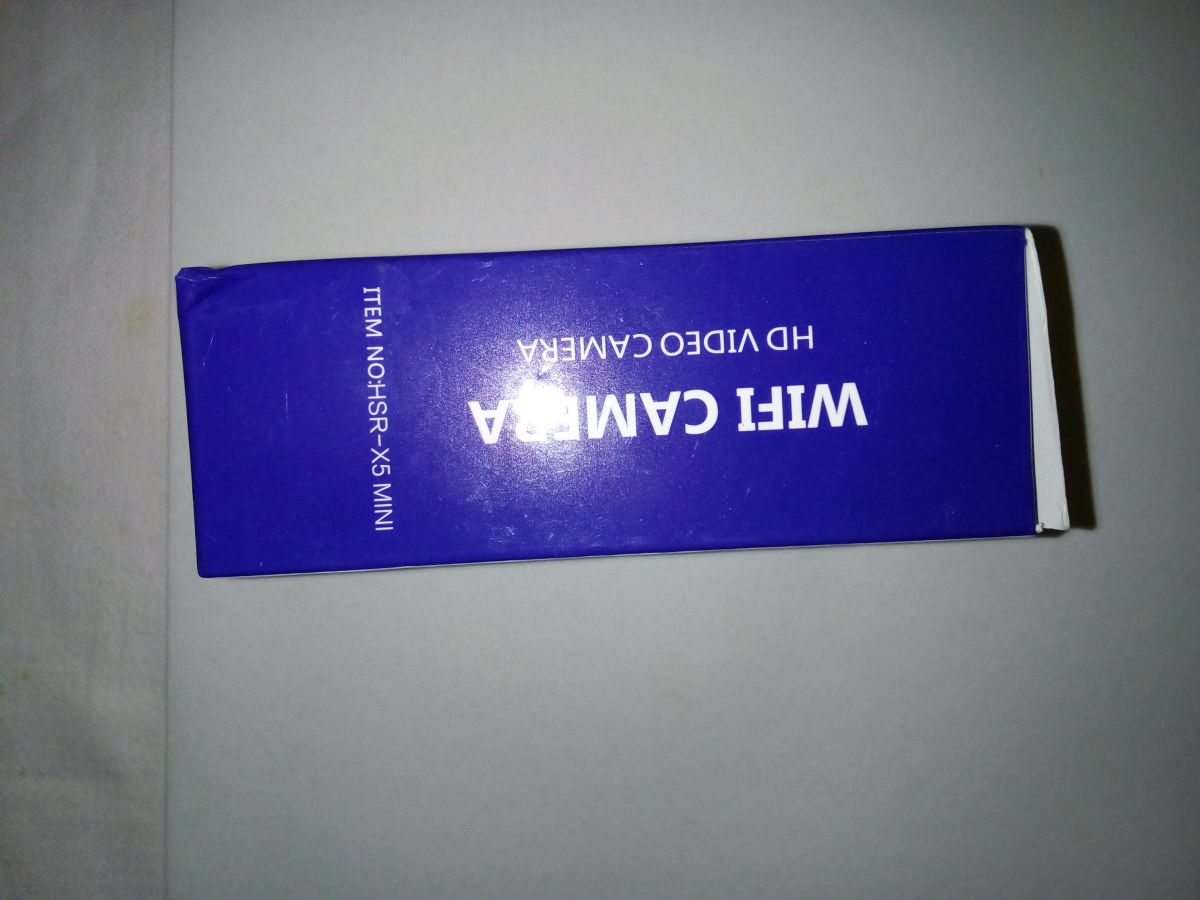 WIFI CAMERA
HD VIDEO CAMERA
ITEM NO:HSR-X5 MINI